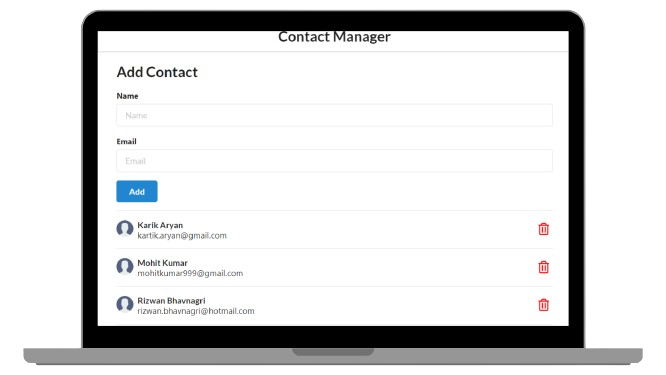 Contact Manager
Add Contact
Name
Name
Email
Email
Add
Karik Aryan
kartik.aryan@gmail.com
Mohit Kumar
mohitkumar999@gmail.com
Rizwan Bhavnagri
rizwan.bhavnagri@hotmail.com